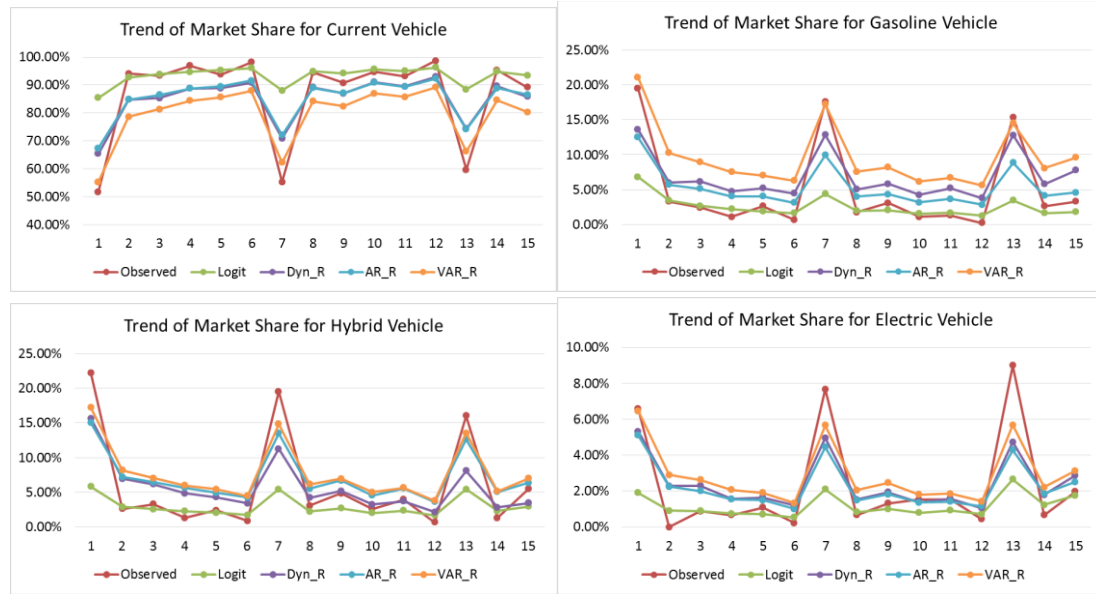 Trend of Market Share for Current Vehicle
100.00%
90.00%
80.00%
70.00%
60.00%
50.00%
40.00%
1 2 3 4 5 6 7 8 9 10 11 12 13 14 15
Observed Logit Dyn_R AR_R VAR_R
Trend of Market Share for Gasoline Vehicle
25.00%
20.00%
15.00%
10.00%
5.00%
0.00%
1 2 3 4 5 6 7 8 9 10 11 12 13 14 15
Observed Logit Dyn_R AR_R VAR_R
Trend of Market Share for Hybrid Vehicle
25.00%
20.00%
15.00%
10.00%
5.00%
0.00%
1 2 3 4 5 6 7 8 9 10 11 12 13 14 15
Observed Logit Dyn_R AR_R VAR_R
Trend of Market Share for Electric Vehicle
10.00%
8.00%
6.00%
4.00%
2.00%
0.00%
1 2 3 4 5 6 7 8 9 10 11 12 13 14 15
Observed Logit Dyn_R AR_R VAR_R